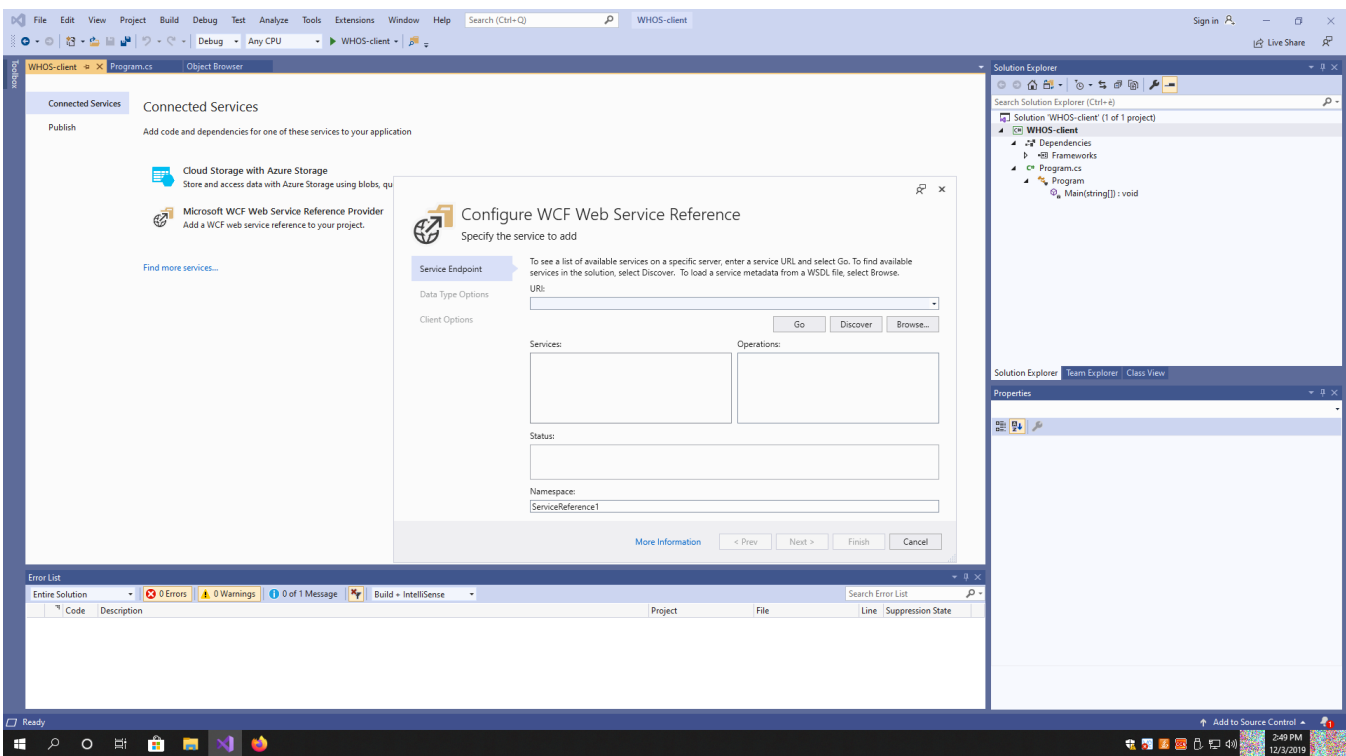 File Edit View Project Build Debug Test Analyze Tools Extensions Window Help Search (Ctrl+Q) WHOS-client Sign in
Debug Any CPU WHOS-client Live Share
Toolbox
WHOS-client Program.cs Object Browser
Connected Services
Publish
Connected Services
Add code and dependencies for one of these services to your application
Cloud Storage with Azure Storage
Store and access data with Azure Storage using blobs, qu
Microsoft WCF Web Service Reference Provider
Add a WCF web service reference to your project.
Find more services...
Configure WCF Web Service Reference
Specify the service to add
Service Endpoint
Data Type Options
Client Options
To see a list of available services on a specific server, enter a service URL and select Go. To find available
services in the solution, select Discover. To load a service metadata from a WSDL file, select Browse.
URI:
Go Discover Browse...
Services: Operations:
Status:
Namespace:
ServiceReference1
More Information < Prev Next > Finish Cancel
Solution Explorer
Search Solution Explorer (Ctrl+è)
Solution 'WHOS-client' (1 of 1 project)
WHOS-client
Dependencies
Frameworks
C# Program.cs
Program
Main(string[]) : void
Solution Explorer Team Explorer Class View
Properties
Error List
Entire Solution 0 Errors 0 Warnings 0 of 1 Message Build + IntelliSense Search Error List
Code Description Project File Line Suppression State
Ready Add to Source Control 1
2:49 PM
12/3/2019